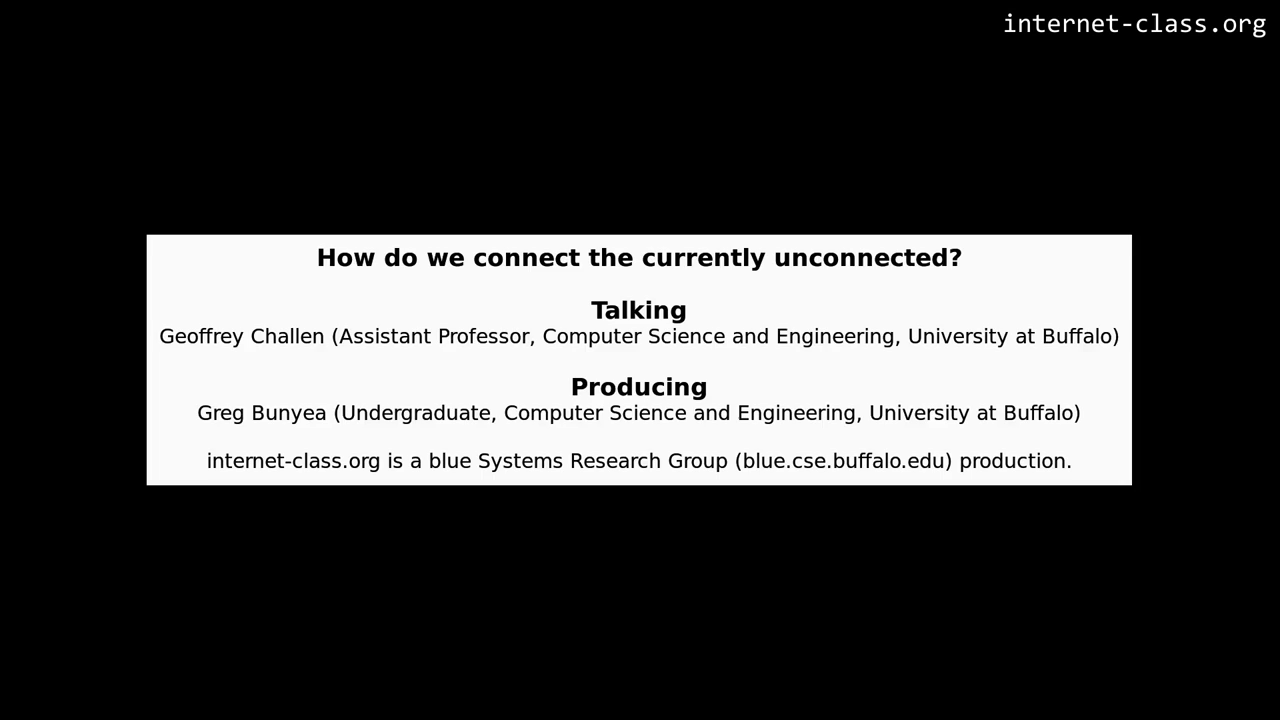 internet-class.org
How do we connect the currently unconnected?
Talking
Geoffrey Challen (Assistant Professor, Computer Science and Engineering, University at Buffalo)
Producing
Greg Bunyea (Undergraduate, Computer Science and Engineering, University at Buffalo)
internet-class.org is a blue Systems Research Group (blue.cse.buffalo.edu) production.